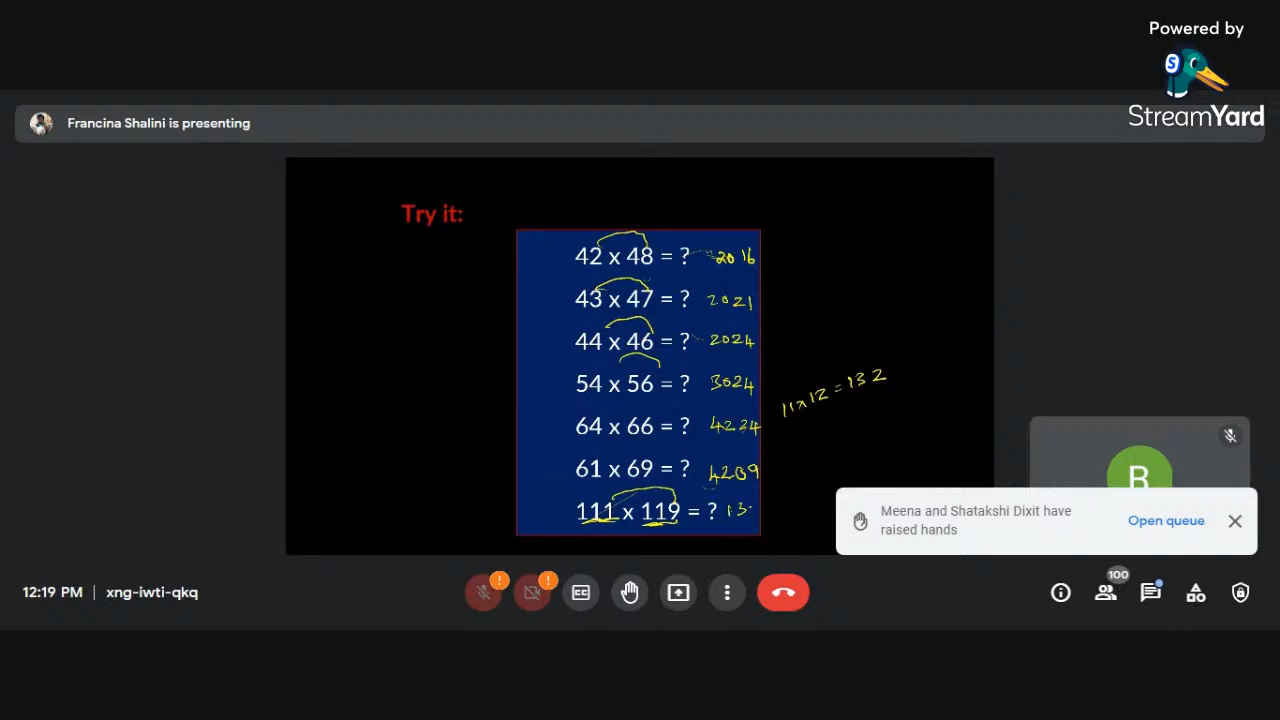 Powered by
StreamYard
Francina Shalini is presenting
Try it:
42 x 48 = ? 2016
43 x 47 = ? 2021
44 x 46 = ? 2024
54 x 56 = ? 3024
64 x 66 = ? 4224
61 x 69 = ? 4209
111 x 119 = ? 13
11x12 = 132
R
Meena and Shatakshi Dixit have
raised hands
Open queue
12:19 PM | xng-iwti-qkq
100